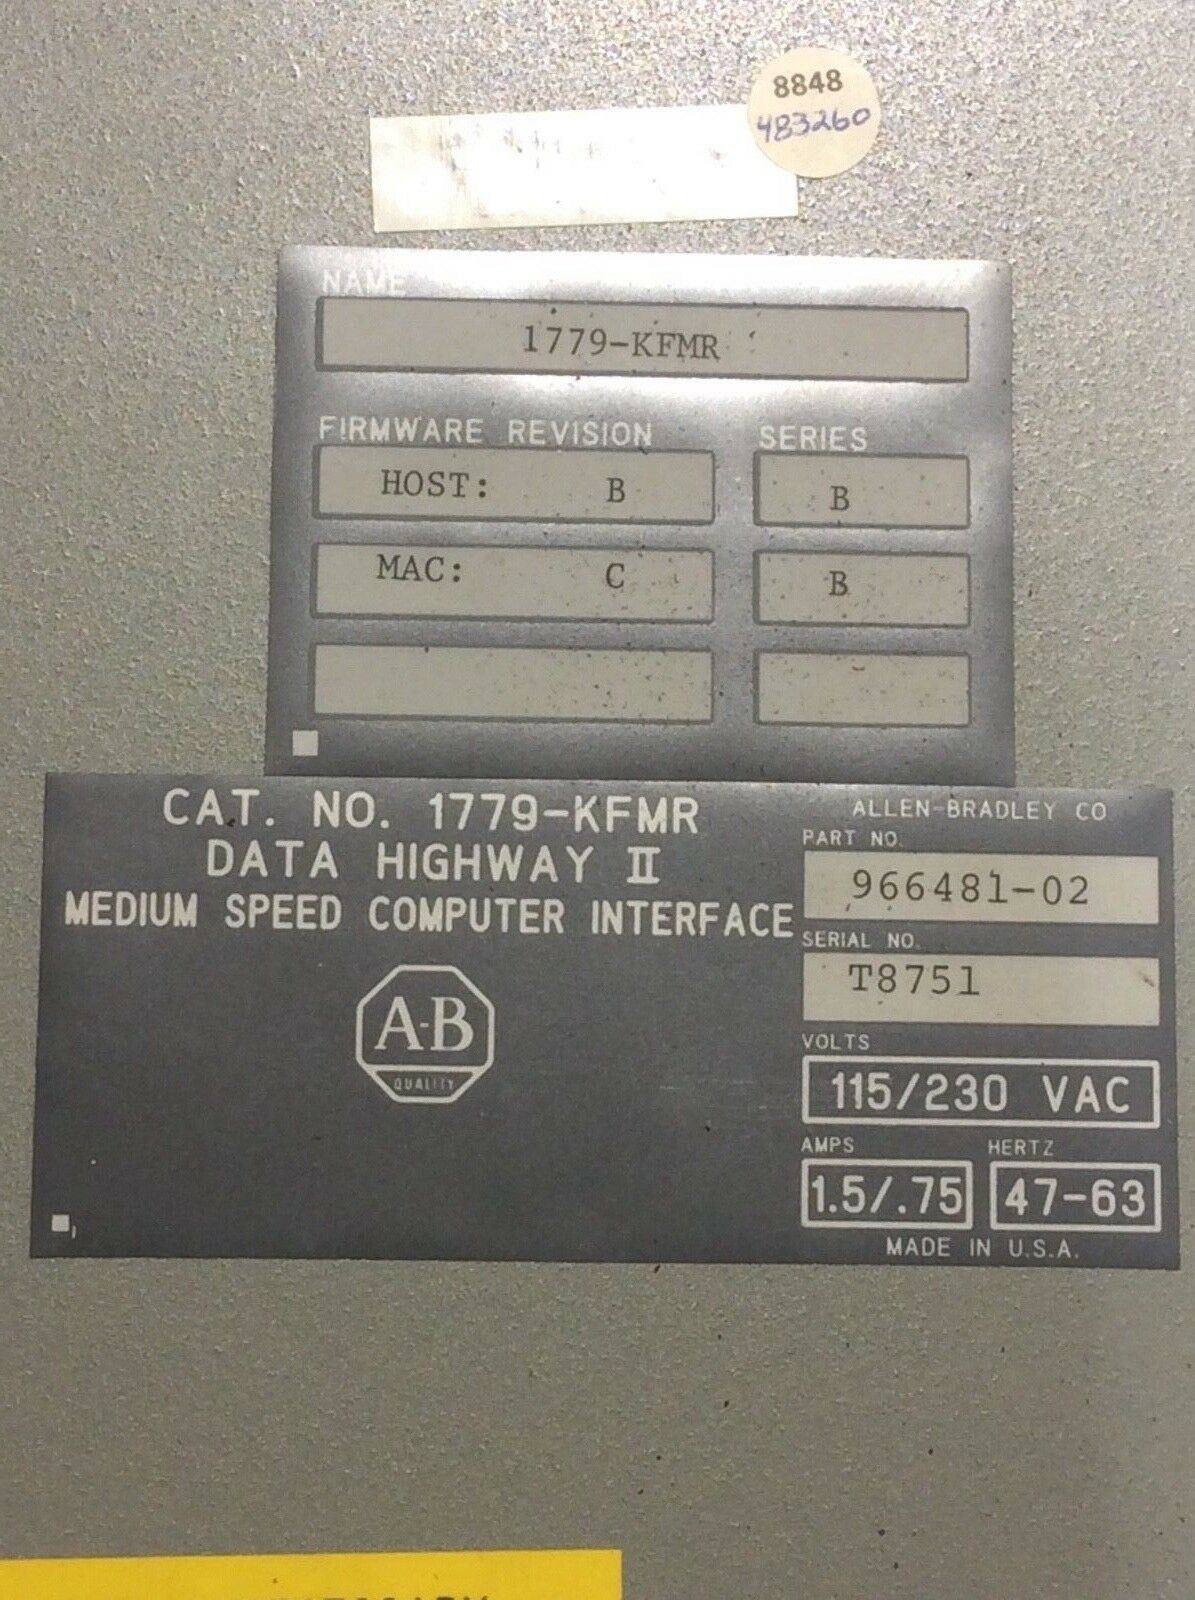 8848
483260
NAME
1779-KFMR
FIRMWARE REVISION
SERIES
HOST: B
B
MAC: C
B
CAT. NO. 1779-KFMR
DATA HIGHWAY II
MEDIUM SPEED COMPUTER INTERFACE
A-B
QUALITY
ALLEN-BRADLEY CO
PART NO.
966481-02
SERIAL NO.
T8751
VOLTS
115/230 VAC
AMPS
HERTZ
1.5/.75
47-63
MADE IN U.S.A.